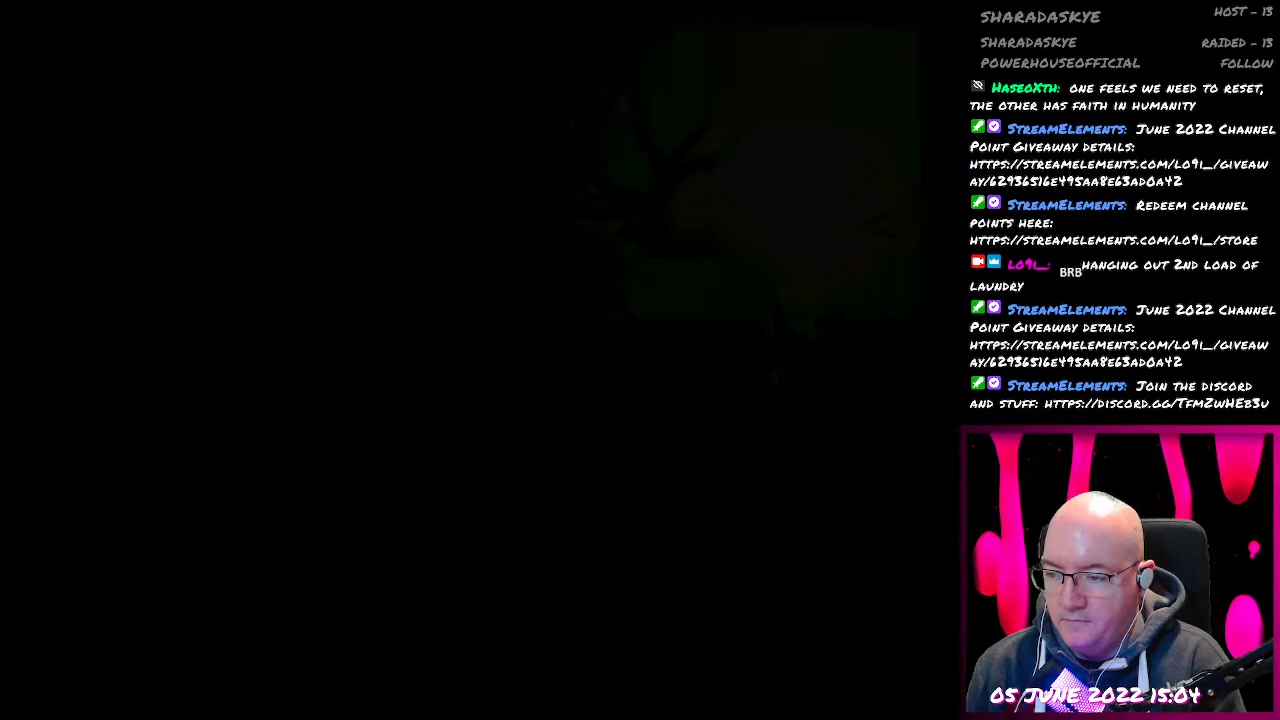 SHARADASKYE HOST - 13
SHARADASKYE RAIDED - 13
POWERHOUSEOFFICIAL FOLLOW
HaseoXth: one feels we need to reset,
the other has faith in humanity
StreamElements: June 2022 Channel
Point Giveaway details:
https://streamelements.com/lo9i_/giveaw
ay/62936516e495aa8e63ad0a42
StreamElements: Redeem channel
points here:
https://streamelements.com/lo9i_/store
lo9i_: BRB hanging out 2nd load of
laundry
StreamElements: June 2022 Channel
Point Giveaway details:
https://streamelements.com/lo9i_/giveaw
ay/62936516e495aa8e63ad0a42
StreamElements: Join the discord
and stuff: https://discord.gg/TfmZwHEb3u
05 JUNE 2022 15:04